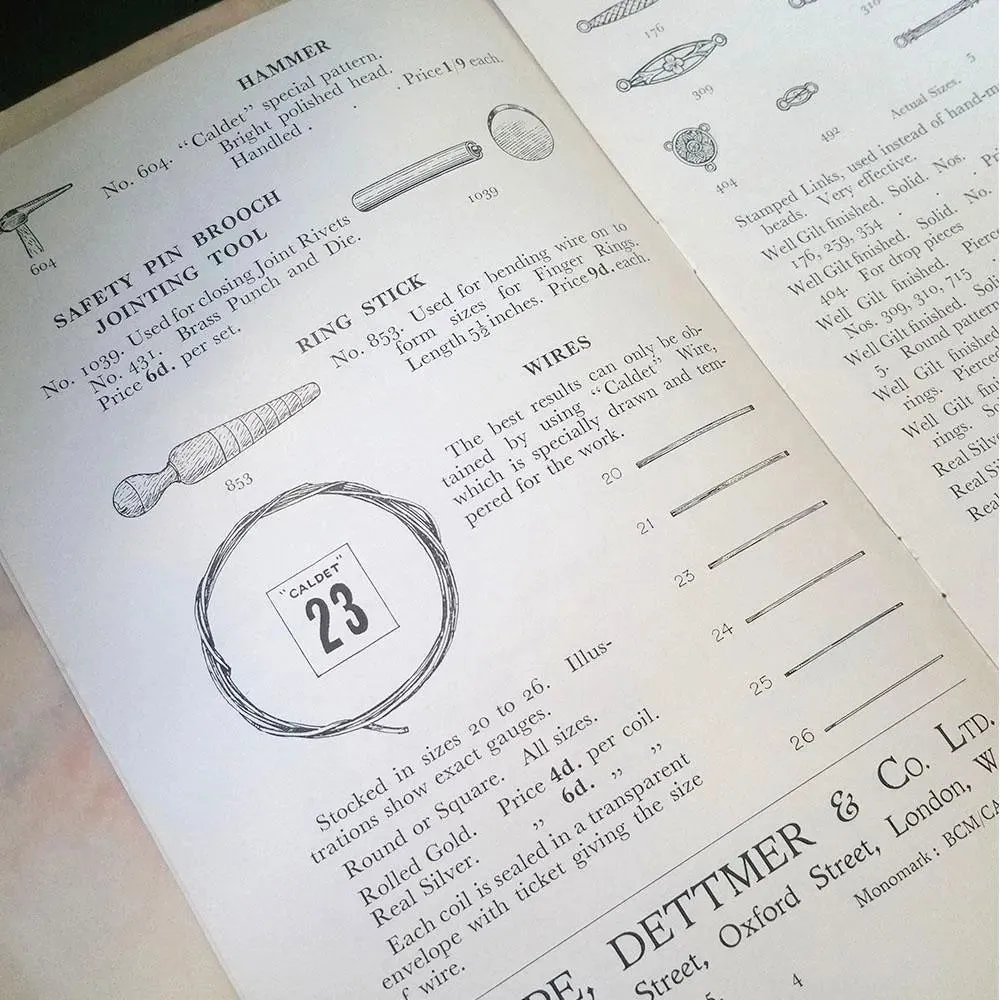 HAMMER
No. 604. “Caldet” special pattern.
Bright polished head.
Handled . . . Price 1/9 each.
604
1039
SAFETY PIN BROOCH
JOINTING TOOL
No. 1039. Used for closing Joint Rivets
No. 431. Brass Punch and Die.
Price 6d. per set.
RING STICK
No. 853. Used for bending wire on to
form sizes for Finger Rings.
Length 5½ inches. Price 9d. each.
853
WIRES
The best results can only be ob-
tained by using “Caldet” Wire,
which is specially drawn and tem-
pered for the work.
"CALDET"
23
20
21
23
24
25
26
Stocked in sizes 20 to 26. Illus-
trations show exact gauges.
Round or Square. All sizes.
Rolled Gold. Price 4d. per coil.
Real Silver. „ 6d. „ „
Each coil is sealed in a transparent
envelope with ticket giving the size
of wire.
DETTMER & Co. LTD.
Street, Oxford Street, London, W.
Monomark: BCM/CA
4
176
309
492
404
Actual Sizes.
5
Stamped Links, used instead of hand-m
beads. Very effective.
Well Gilt finished. Solid. Nos.
176, 259, 354 .
Well Gilt finished. Solid. No.
404. For drop pieces
Well Gilt finished. Pierc
Nos. 309, 310, 715
Well Gilt finished. Soli
5. Round pattern
Well Gilt finished
rings. Pierced
Well Gilt fin
rings. So
Real Silver
Real Si
Real